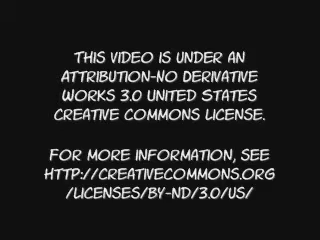 THIS VIDEO IS UNDER AN
ATTRIBUTION-NO DERIVATIVE
WORKS 3.0 UNITED STATES
CREATIVE COMMONS LICENSE.
FOR MORE INFORMATION, SEE
HTTP://CREATIVECOMMONS.ORG
/LICENSES/BY-ND/3.0/US/